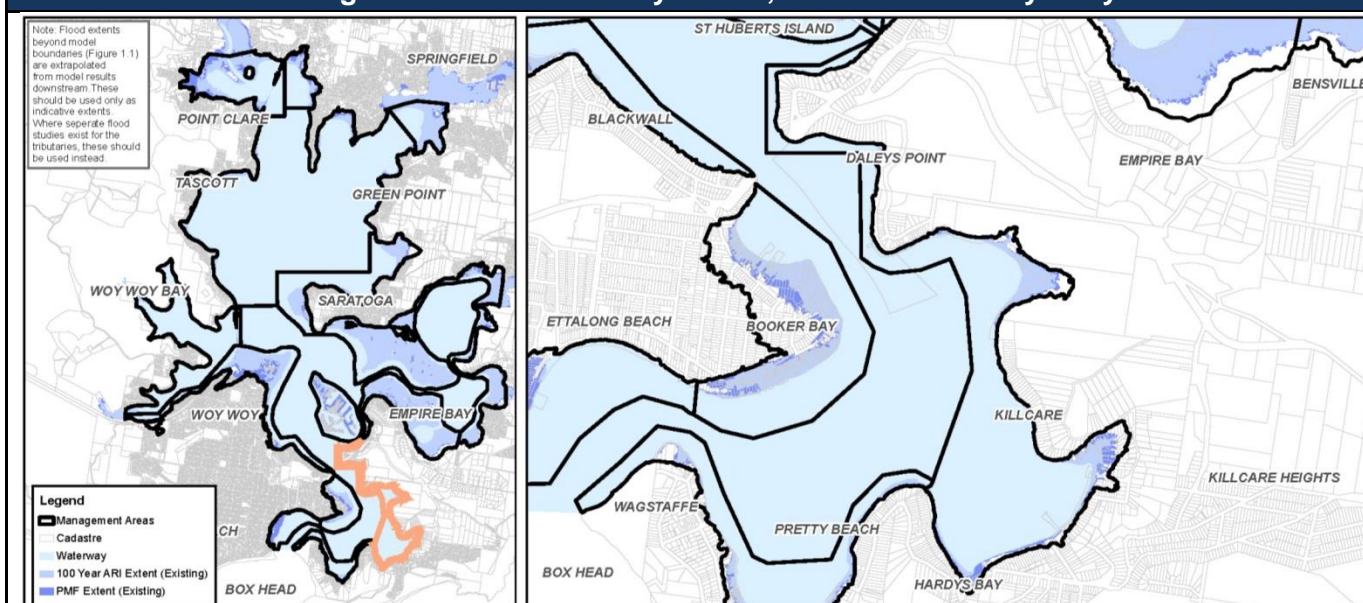 Note: Flood extents
beyond model
boundaries (Figure 1.1)
are extrapolated
from model results
downstream. These
should be used only as
indicative extents.
Where seperate flood
studies exist for the
tributaries, these should
be used instead.
SPRINGFIELD
POINT CLARE
TASCOTT
GREEN POINT
WOY WOY BAY
SARATOGA
WOY WOY
EMPIRE BAY
CH
BOX HEAD
Legend
Management Areas
Cadastre
Waterway
100 Year ARI Extent (Existing)
PMF Extent (Existing)
ST HUBERTS ISLAND
BENSVILLE
BLACKWALL
DALEYS POINT
EMPIRE BAY
ETTALONG BEACH
BOOKER BAY
KILLCARE
KILLCARE HEIGHTS
WAGSTAFFE
PRETTY BEACH
BOX HEAD
HARDYS BAY